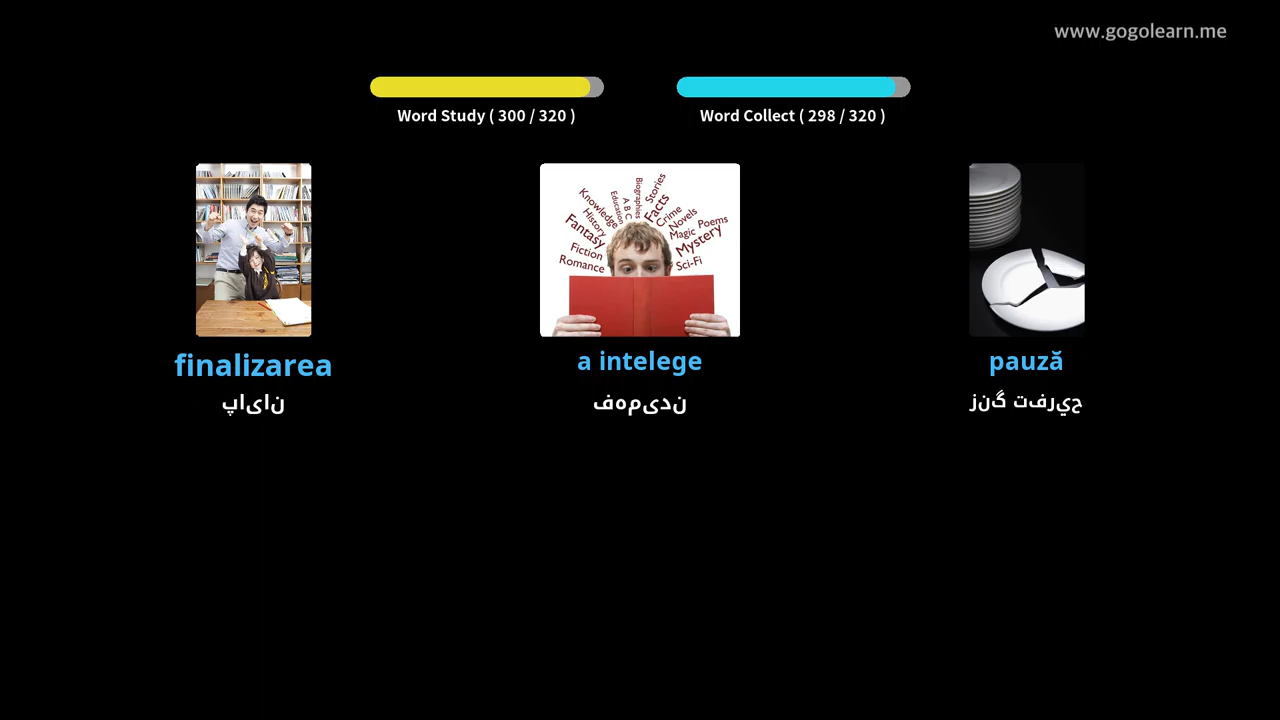 www.gogolearn.me
Word Study ( 300 / 320 )
Word Collect ( 298 / 320 )
Romance
Fiction
Fantasy
History
Knowledge
Education
A B C
Biographies
Stories
Facts
Crime
Novels
Magic Poems
Mystery
Sci-Fi
finalizarea
پایان
a intelege
فهمیدن
pauză
زنگ تفريح